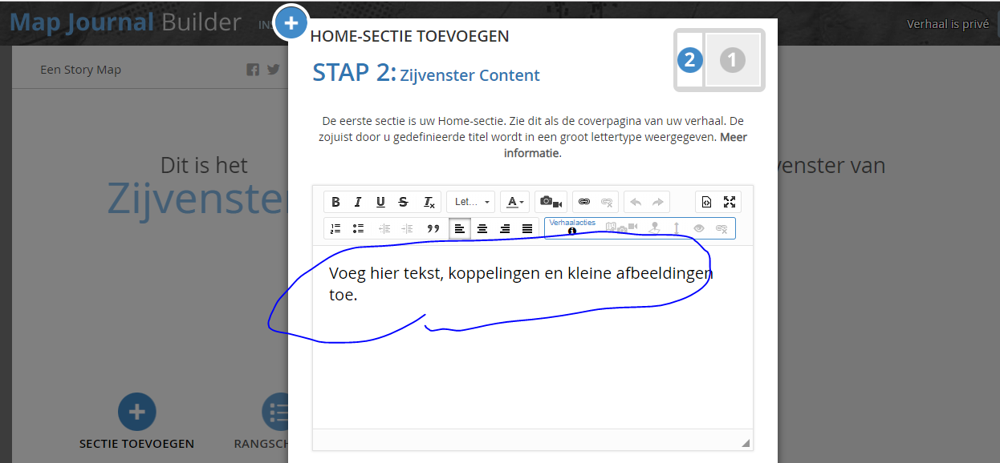 Map Journal Builder
Verhaal is privé
Een Story Map
HOME-SECTIE TOEVOEGEN
STAP 2: Zijvenster Content
2 1
De eerste sectie is uw Home-sectie. Zie dit als de coverpagina van uw verhaal. De
zojuist door u gedefinieerde titel wordt in een groot lettertype weergegeven. Meer
informatie.
Dit is het
Zijvenster
venster van
B I U S Tx Let... A
Verhaalacties
Voeg hier tekst, koppelingen en kleine afbeeldingen
toe.
SECTIE TOEVOEGEN
RANGSCH